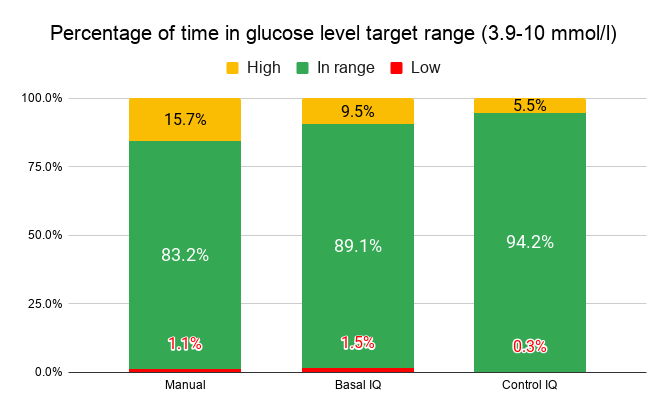 Percentage of time in glucose level target range (3.9-10 mmol/l)
High In range Low
100.0%
75.0%
50.0%
25.0%
0.0%
15.7% 9.5% 5.5%
83.2% 89.1% 94.2%
1.1% 1.5% 0.3%
Manual Basal IQ Control IQ